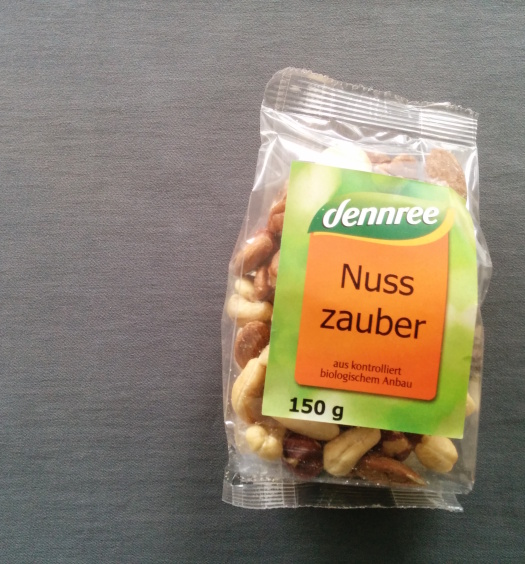 dennree
Nuss
zauber
aus kontrolliert
biologischem Anbau
150 g